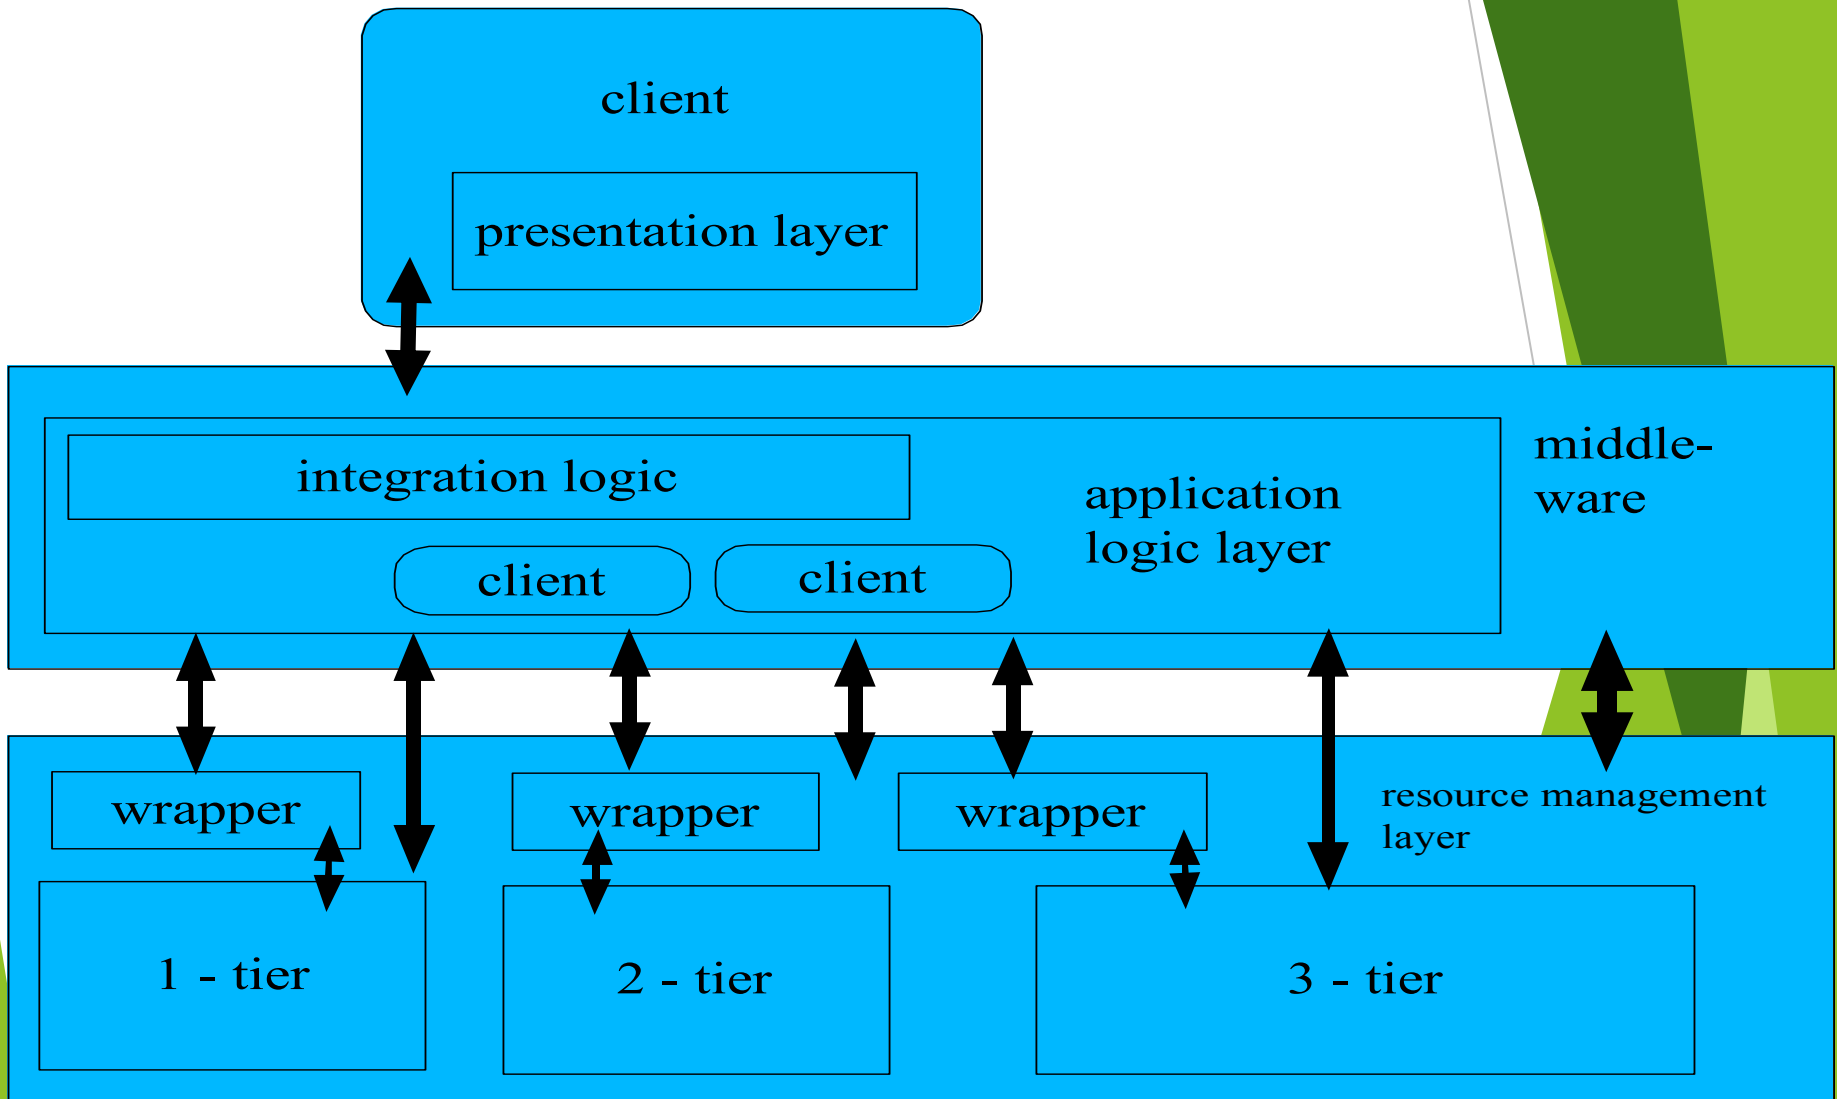 client
presentation layer
integration logic
application
logic layer
middle-
ware
client
client
wrapper
wrapper
wrapper
resource management
layer
1 - tier
2 - tier
3 - tier